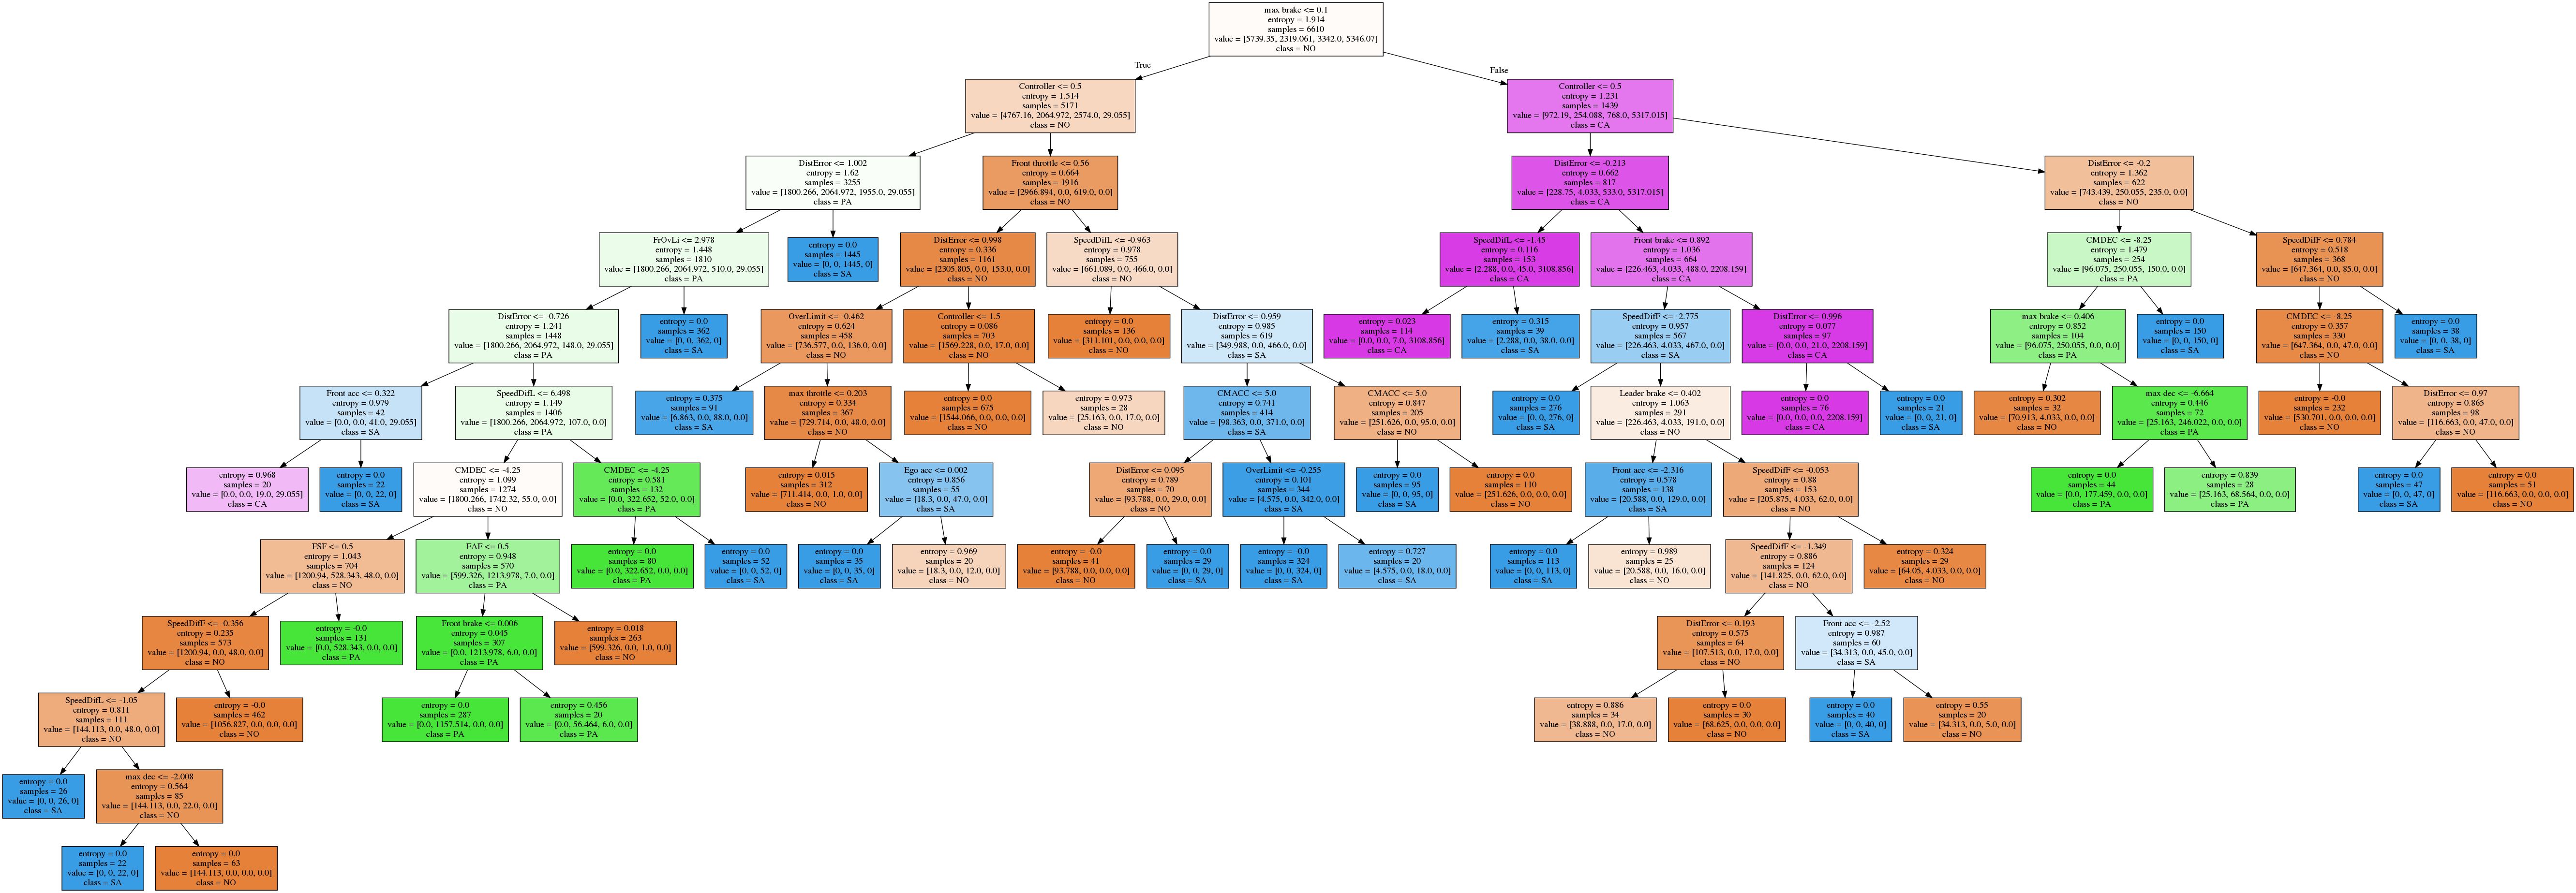 max brake <= 0.1
entropy = 1.914
samples = 6610
value = [5739.35, 2319.061, 3342.0, 5346.07]
class = NO
True
False
Controller <= 0.5
entropy = 1.514
samples = 5171
value = [4767.16, 2064.972, 2574.0, 29.055]
class = NO
Controller <= 0.5
entropy = 1.231
samples = 1439
value = [972.19, 254.088, 768.0, 5317.015]
class = CA
DistError <= 1.002
entropy = 1.62
samples = 3255
value = [1800.266, 2064.972, 1955.0, 29.055]
class = PA
Front throttle <= 0.56
entropy = 0.664
samples = 1916
value = [2966.894, 0.0, 619.0, 0.0]
class = NO
DistError <= -0.213
entropy = 0.662
samples = 817
value = [228.75, 4.033, 533.0, 5317.015]
class = CA
DistError <= -0.2
entropy = 1.362
samples = 622
value = [743.439, 250.055, 235.0, 0.0]
class = NO
FrOvLi <= 2.978
entropy = 1.448
samples = 1810
value = [1800.266, 2064.972, 510.0, 29.055]
class = PA
entropy = 0.0
samples = 1445
value = [0, 0, 1445, 0]
class = SA
DistError <= 0.998
entropy = 0.336
samples = 1161
value = [2305.805, 0.0, 153.0, 0.0]
class = NO
SpeedDifL <= -0.963
entropy = 0.978
samples = 755
value = [661.089, 0.0, 466.0, 0.0]
class = NO
SpeedDifL <= -1.45
entropy = 0.116
samples = 153
value = [2.288, 0.0, 45.0, 3108.856]
class = CA
Front brake <= 0.892
entropy = 1.036
samples = 664
value = [226.463, 4.033, 488.0, 2208.159]
class = CA
CMDEC <= -8.25
entropy = 1.479
samples = 254
value = [96.075, 250.055, 150.0, 0.0]
class = PA
SpeedDifF <= 0.784
entropy = 0.518
samples = 368
value = [647.364, 0.0, 85.0, 0.0]
class = NO
DistError <= -0.726
entropy = 1.241
samples = 1448
value = [1800.266, 2064.972, 148.0, 29.055]
class = PA
entropy = 0.0
samples = 362
value = [0, 0, 362, 0]
class = SA
OverLimit <= -0.462
entropy = 0.624
samples = 458
value = [736.577, 0.0, 136.0, 0.0]
class = NO
Controller <= 1.5
entropy = 0.086
samples = 703
value = [1569.228, 0.0, 17.0, 0.0]
class = NO
entropy = 0.0
samples = 136
value = [311.101, 0.0, 0.0, 0.0]
class = NO
DistError <= 0.959
entropy = 0.985
samples = 619
value = [349.988, 0.0, 466.0, 0.0]
class = SA
entropy = 0.023
samples = 114
value = [0.0, 0.0, 7.0, 3108.856]
class = CA
entropy = 0.315
samples = 39
value = [2.288, 0.0, 38.0, 0.0]
class = SA
SpeedDifF <= -2.775
entropy = 0.957
samples = 567
value = [226.463, 4.033, 467.0, 0.0]
class = SA
DistError <= 0.996
entropy = 0.077
samples = 97
value = [0.0, 0.0, 21.0, 2208.159]
class = CA
max brake <= 0.406
entropy = 0.852
samples = 104
value = [96.075, 250.055, 0.0, 0.0]
class = PA
entropy = 0.0
samples = 150
value = [0, 0, 150, 0]
class = SA
CMDEC <= -8.25
entropy = 0.357
samples = 330
value = [647.364, 0.0, 47.0, 0.0]
class = NO
entropy = 0.0
samples = 38
value = [0, 0, 38, 0]
class = SA
Front acc <= 0.322
entropy = 0.979
samples = 42
value = [0.0, 0.0, 41.0, 29.055]
class = SA
SpeedDifL <= 6.498
entropy = 1.149
samples = 1406
value = [1800.266, 2064.972, 107.0, 0.0]
class = PA
entropy = 0.375
samples = 91
value = [6.863, 0.0, 88.0, 0.0]
class = SA
max throttle <= 0.203
entropy = 0.334
samples = 367
value = [729.714, 0.0, 48.0, 0.0]
class = NO
entropy = 0.0
samples = 675
value = [1544.066, 0.0, 0.0, 0.0]
class = NO
entropy = 0.973
samples = 28
value = [25.163, 0.0, 17.0, 0.0]
class = NO
CMACC <= 5.0
entropy = 0.741
samples = 414
value = [98.363, 0.0, 371.0, 0.0]
class = SA
CMACC <= 5.0
entropy = 0.847
samples = 205
value = [251.626, 0.0, 95.0, 0.0]
class = NO
entropy = 0.0
samples = 276
value = [0, 0, 276, 0]
class = SA
Leader brake <= 0.402
entropy = 1.063
samples = 291
value = [226.463, 4.033, 191.0, 0.0]
class = NO
entropy = 0.0
samples = 76
value = [0.0, 0.0, 0.0, 2208.159]
class = CA
entropy = 0.0
samples = 21
value = [0, 0, 21, 0]
class = SA
entropy = 0.302
samples = 32
value = [70.913, 4.033, 0.0, 0.0]
class = NO
max dec <= -6.664
entropy = 0.446
samples = 72
value = [25.163, 246.022, 0.0, 0.0]
class = PA
entropy = -0.0
samples = 232
value = [530.701, 0.0, 0.0, 0.0]
class = NO
DistError <= 0.97
entropy = 0.865
samples = 98
value = [116.663, 0.0, 47.0, 0.0]
class = NO
entropy = 0.968
samples = 20
value = [0.0, 0.0, 19.0, 29.055]
class = CA
entropy = 0.0
samples = 22
value = [0, 0, 22, 0]
class = SA
CMDEC <= -4.25
entropy = 1.099
samples = 1274
value = [1800.266, 1742.32, 55.0, 0.0]
class = NO
CMDEC <= -4.25
entropy = 0.581
samples = 132
value = [0.0, 322.652, 52.0, 0.0]
class = PA
entropy = 0.015
samples = 312
value = [711.414, 0.0, 1.0, 0.0]
class = NO
Ego acc <= 0.002
entropy = 0.856
samples = 55
value = [18.3, 0.0, 47.0, 0.0]
class = SA
DistError <= 0.095
entropy = 0.789
samples = 70
value = [93.788, 0.0, 29.0, 0.0]
class = NO
OverLimit <= -0.255
entropy = 0.101
samples = 344
value = [4.575, 0.0, 342.0, 0.0]
class = SA
entropy = 0.0
samples = 95
value = [0, 0, 95, 0]
class = SA
entropy = 0.0
samples = 110
value = [251.626, 0.0, 0.0, 0.0]
class = NO
Front acc <= -2.316
entropy = 0.578
samples = 138
value = [20.588, 0.0, 129.0, 0.0]
class = SA
SpeedDifF <= -0.053
entropy = 0.88
samples = 153
value = [205.875, 4.033, 62.0, 0.0]
class = NO
entropy = 0.0
samples = 44
value = [0.0, 177.459, 0.0, 0.0]
class = PA
entropy = 0.839
samples = 28
value = [25.163, 68.564, 0.0, 0.0]
class = PA
entropy = 0.0
samples = 47
value = [0, 0, 47, 0]
class = SA
entropy = 0.0
samples = 51
value = [116.663, 0.0, 0.0, 0.0]
class = NO
FSF <= 0.5
entropy = 1.043
samples = 704
value = [1200.94, 528.343, 48.0, 0.0]
class = NO
FAF <= 0.5
entropy = 0.948
samples = 570
value = [599.326, 1213.978, 7.0, 0.0]
class = PA
entropy = 0.0
samples = 80
value = [0.0, 322.652, 0.0, 0.0]
class = PA
entropy = 0.0
samples = 52
value = [0, 0, 52, 0]
class = SA
entropy = 0.0
samples = 35
value = [0, 0, 35, 0]
class = SA
entropy = 0.969
samples = 20
value = [18.3, 0.0, 12.0, 0.0]
class = NO
entropy = -0.0
samples = 41
value = [93.788, 0.0, 0.0, 0.0]
class = NO
entropy = 0.0
samples = 29
value = [0, 0, 29, 0]
class = SA
entropy = -0.0
samples = 324
value = [0, 0, 324, 0]
class = SA
entropy = 0.727
samples = 20
value = [4.575, 0.0, 18.0, 0.0]
class = SA
entropy = 0.0
samples = 113
value = [0, 0, 113, 0]
class = SA
entropy = 0.989
samples = 25
value = [20.588, 0.0, 16.0, 0.0]
class = NO
SpeedDifF <= -1.349
entropy = 0.886
samples = 124
value = [141.825, 0.0, 62.0, 0.0]
class = NO
entropy = 0.324
samples = 29
value = [64.05, 4.033, 0.0, 0.0]
class = NO
SpeedDifF <= -0.356
entropy = 0.235
samples = 573
value = [1200.94, 0.0, 48.0, 0.0]
class = NO
entropy = -0.0
samples = 131
value = [0.0, 528.343, 0.0, 0.0]
class = PA
Front brake <= 0.006
entropy = 0.045
samples = 307
value = [0.0, 1213.978, 6.0, 0.0]
class = PA
entropy = 0.018
samples = 263
value = [599.326, 0.0, 1.0, 0.0]
class = NO
DistError <= 0.193
entropy = 0.575
samples = 64
value = [107.513, 0.0, 17.0, 0.0]
class = NO
Front acc <= -2.52
entropy = 0.987
samples = 60
value = [34.313, 0.0, 45.0, 0.0]
class = SA
SpeedDifL <= -1.05
entropy = 0.811
samples = 111
value = [144.113, 0.0, 48.0, 0.0]
class = NO
entropy = -0.0
samples = 462
value = [1056.827, 0.0, 0.0, 0.0]
class = NO
entropy = 0.0
samples = 287
value = [0.0, 1157.514, 0.0, 0.0]
class = PA
entropy = 0.456
samples = 20
value = [0.0, 56.464, 6.0, 0.0]
class = PA
entropy = 0.886
samples = 34
value = [38.888, 0.0, 17.0, 0.0]
class = NO
entropy = 0.0
samples = 30
value = [68.625, 0.0, 0.0, 0.0]
class = NO
entropy = 0.0
samples = 40
value = [0, 0, 40, 0]
class = SA
entropy = 0.55
samples = 20
value = [34.313, 0.0, 5.0, 0.0]
class = NO
entropy = 0.0
samples = 26
value = [0, 0, 26, 0]
class = SA
max dec <= -2.008
entropy = 0.564
samples = 85
value = [144.113, 0.0, 22.0, 0.0]
class = NO
entropy = 0.0
samples = 22
value = [0, 0, 22, 0]
class = SA
entropy = 0.0
samples = 63
value = [144.113, 0.0, 0.0, 0.0]
class = NO